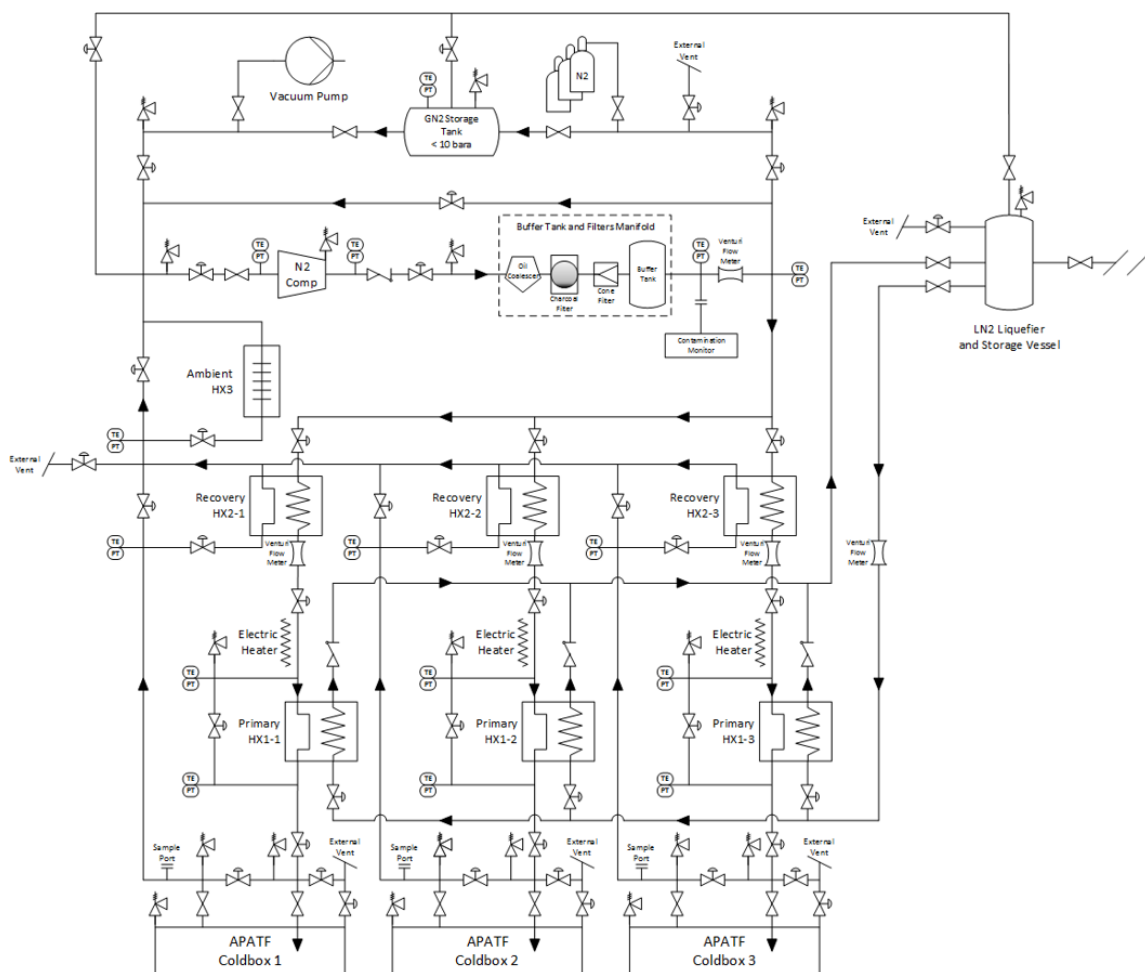 External
Vent
N2
TE
PT
Vacuum Pump
GN2 Storage
Tank
< 10 bara
External
Vent
Buffer Tank and Filters Manifold
TE
PT
TE
PT
TE
PT
Venturi
Flow
Meter
N2
Comp
Oil
Coalescers
Charcoal
Filter
Cone
Filter
Buffer
Tank
TE
PT
Contamination
Monitor
LN2 Liquefier
and Storage Vessel
Ambient
HX3
TE
PT
External
Vent
Recovery
HX2-1
Recovery
HX2-2
Recovery
HX2-3
TE
PT
Venturi
Flow
Meter
TE
PT
Venturi
Flow
Meter
TE
PT
Venturi
Flow
Meter
Venturi
Flow
Meter
Electric
Heater
Electric
Heater
Electric
Heater
TE
PT
TE
PT
TE
PT
Primary
HX1-1
Primary
HX1-2
Primary
HX1-3
TE
PT
TE
PT
TE
PT
Sample
Port
External
Vent
Sample
Port
External
Vent
Sample
Port
External
Vent
APATF
Coldbox 1
APATF
Coldbox 2
APATF
Coldbox 3